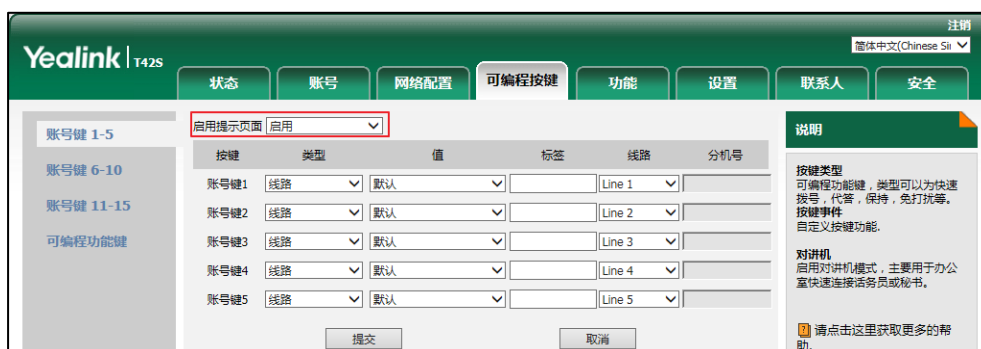 注销
Yealink T42S
简体中文(Chinese Si
状态 账号 网络配置 可编程按键 功能 设置 联系人 安全
账号键 1-5
账号键 6-10
账号键 11-15
可编程功能键
启用提示页面 启用
按键 类型 值 标签 线路 分机号
账号键1 线路 默认 Line 1
账号键2 线路 默认 Line 2
账号键3 线路 默认 Line 3
账号键4 线路 默认 Line 4
账号键5 线路 默认 Line 5
提交 取消
说明
按键类型
可编程功能键，类型可以为快速
拨号，代答，保持，免打扰等。
按键事件
自定义按键功能.
对讲机
启用对讲机模式，主要用于办公
室快速连接话务员或秘书。
请点击这里获取更多的帮
助.